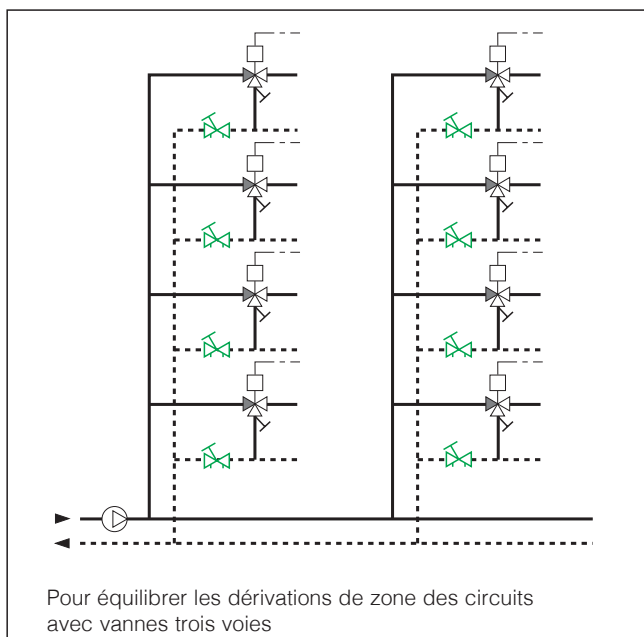 Pour équilibrer les dérivations de zone des circuits
avec vannes trois voies